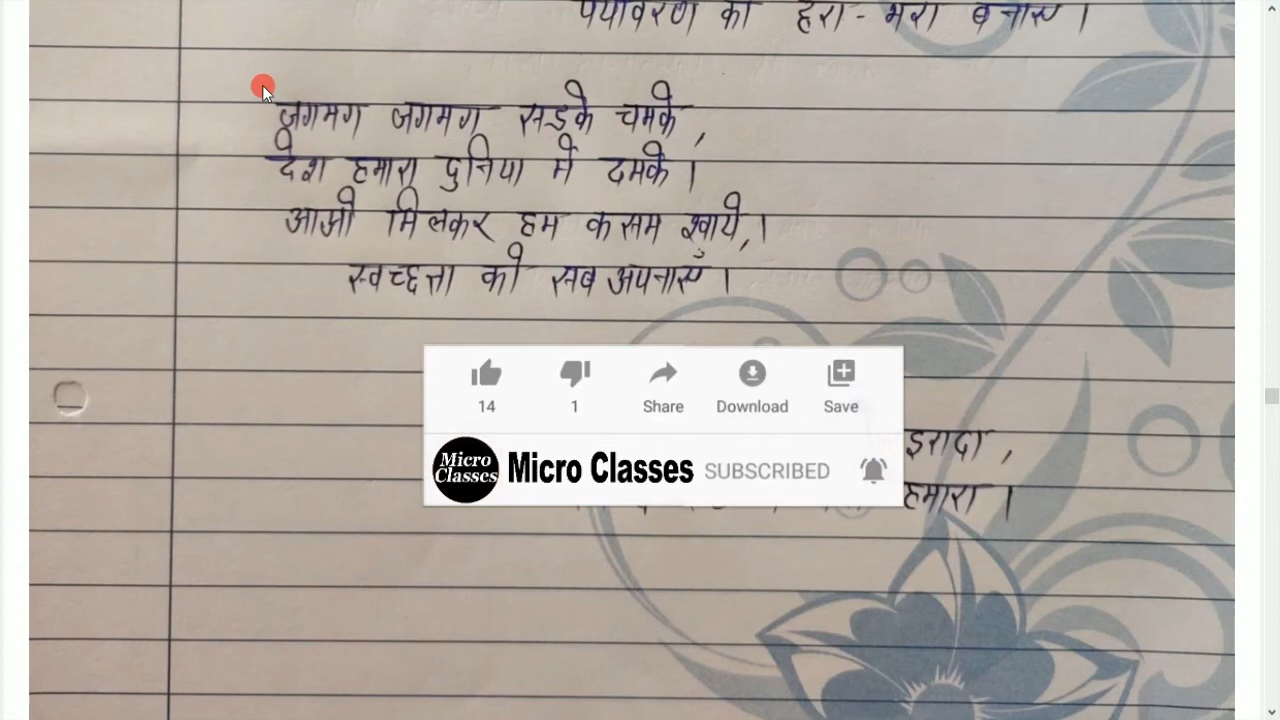 पर्यावरण को हरा - भरा बनाए ।
जगमग जगमग सडके चमके ,
देश हमारा दुनिया मे दमके ।
आओ मिलकर हम कसम खाये, ।
स्वच्छत्ता को सब अपनाएँ ।
14
1
Share
Download
Save
इरादा ,
Micro Classes
Micro Classes
SUBSCRIBED
हमारा ।